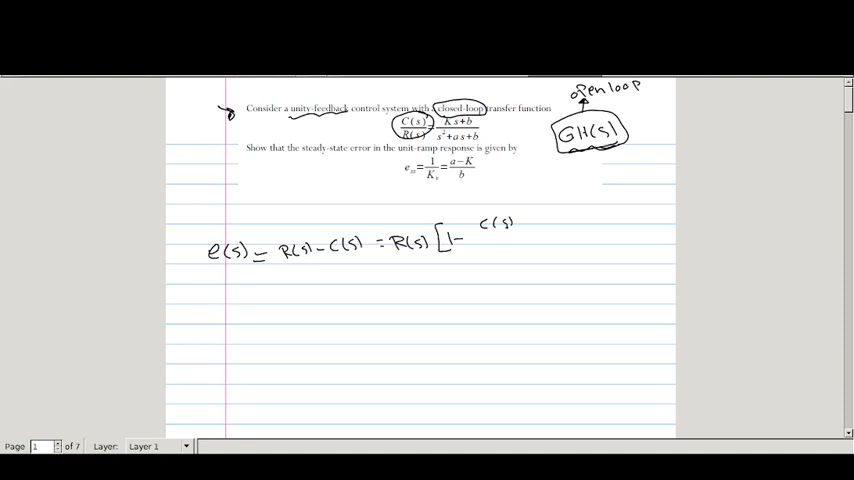 open loop
Consider a unity-feedback control system with a closed-loop transfer function
C(s)/R(s) = Ks+b / s²+as+b
GH(s)
Show that the steady-state error in the unit-ramp response is given by
e_ss = 1/K_v = a−K/b
e(s) = R(s) - C(s) = R(s) [1- C(s)
Page 1 of 7 Layer: Layer 1